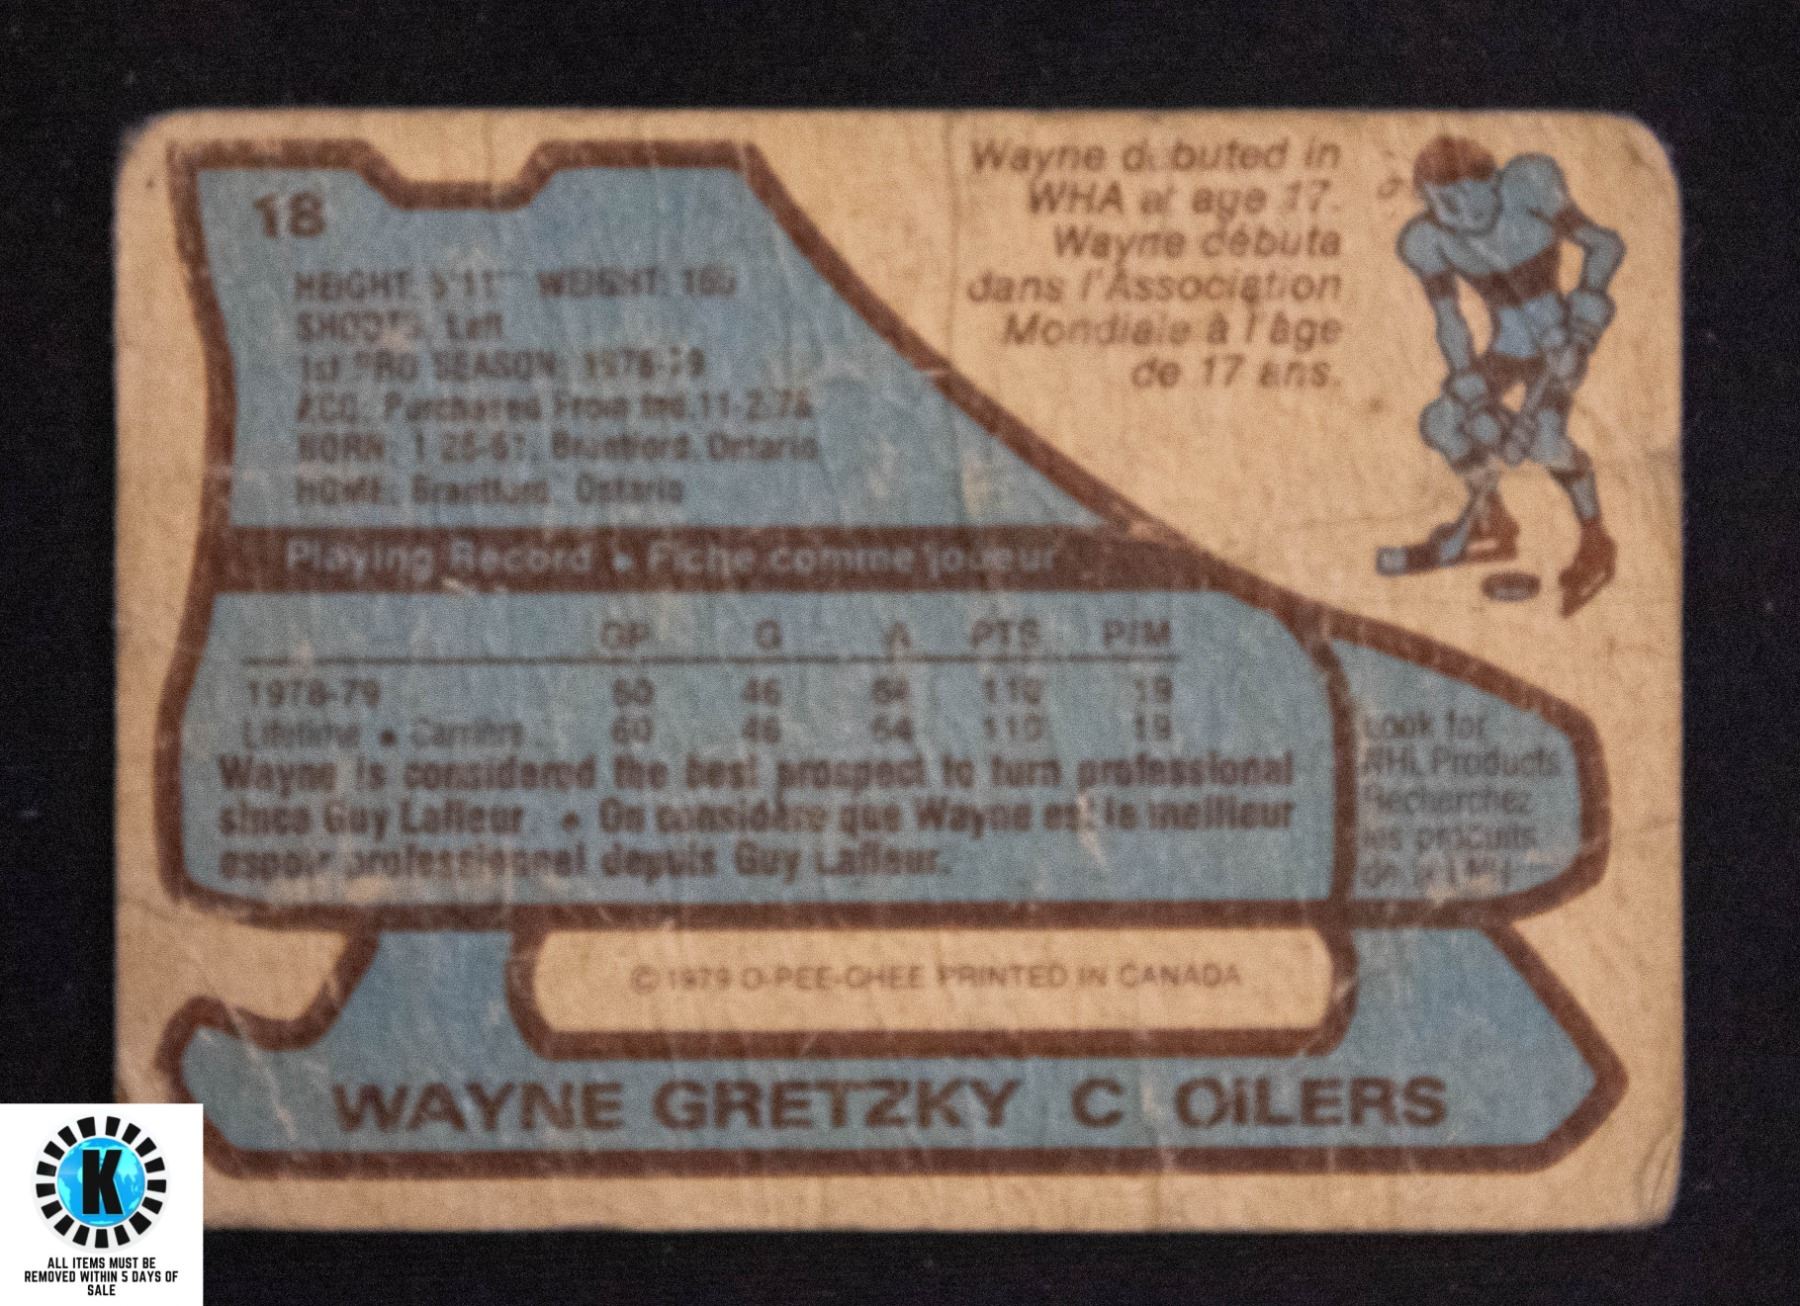 18
HEIGHT: 5'11" WEIGHT: 165
SHOOTS: Left
1st PRO SEASON: 1978-79
ACQ: Purchased From Ind. 11-2-78
BORN: 1-26-61, Brantford, Ontario
HOME: Brantford, Ontario
Wayne debuted in
WHA at age 17.
Wayne débuta
dans l'Association
Mondiale à l'âge
de 17 ans.
Playing Record • Fiche comme joueur
GP G A PTS PIM
1978-79 60 46 64 110 19
Lifetime • Carrière 60 46 64 110 19
Wayne is considered the best prospect to turn professional
since Guy Lafleur. • On considère que Wayne est le meilleur
espoir professionnel depuis Guy Lafleur.
Look for
NHL Products
Recherchez
les produits
de la LNH
©1979 O-PEE-CHEE PRINTED IN CANADA
WAYNE GRETZKY C OiLERS
K
ALL ITEMS MUST BE
REMOVED WITHIN 5 DAYS OF
SALE